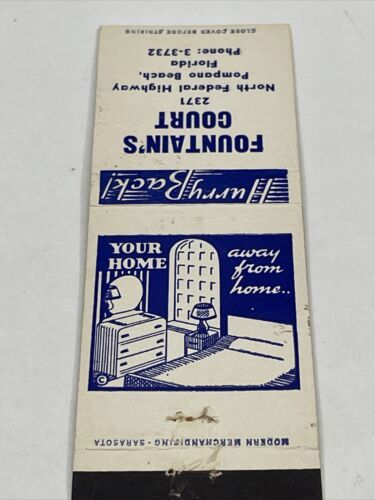 CLOSE COVER BEFORE STRIKING
FOUNTAIN'S
COURT
2371
North Federal Highway
Pompano Beach,
Florida
Phone: 3-3732
Hurry Back!
YOUR
HOME
away
from
home..
©
MODERN MERCHANDISING - SARASOTA